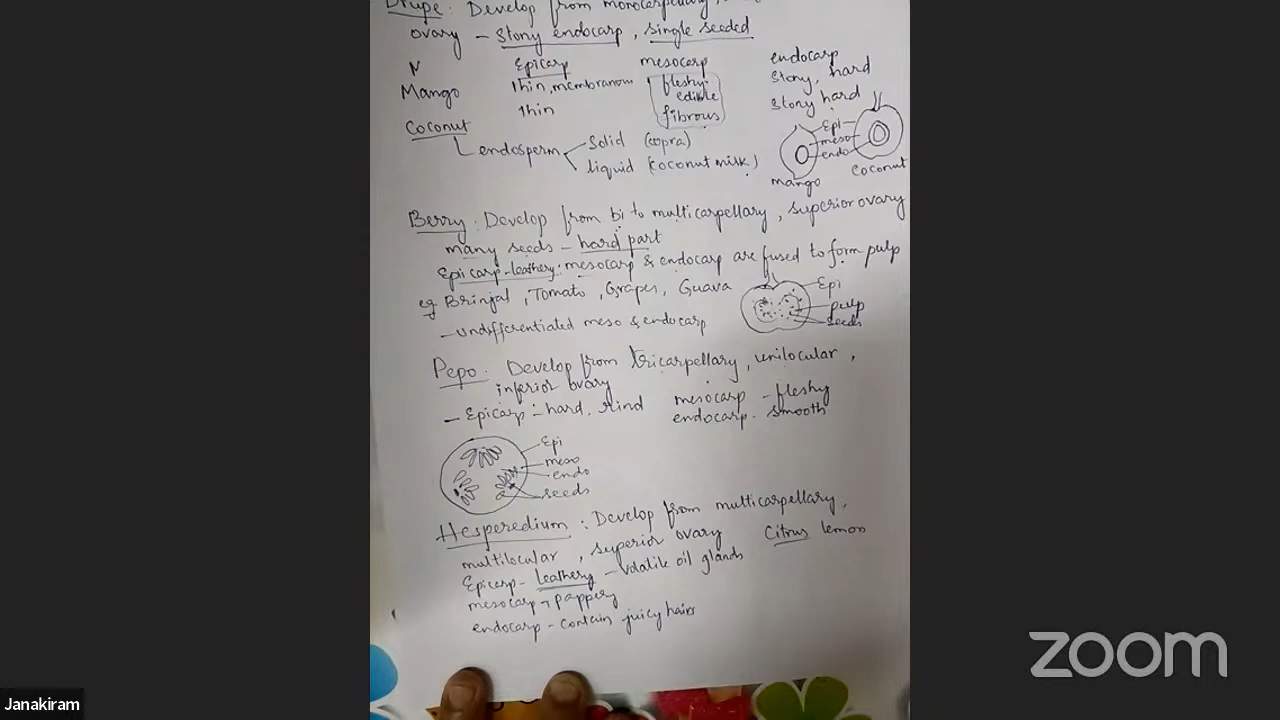 Drupe: Develop from monocarpellary,
ovary - Stony endocarp, single seeded
Epicarp mesocarp endocarp
Mango Thin, membranous fleshy edible Stony, hard
Coconut thin fibrous Stony hard
endosperm Solid (copra)
liquid (coconut milk)
Epi
meso
endo
mango coconut
Berry: Develop from bi to multicarpellary, superior ovary
many seeds - hard part
Epicarp - leathery: mesocarp & endocarp are fused to form pulp
eg Brinjal, Tomato, Grapes, Guava
- undifferentiated meso & endocarp
Epi
pulp
seeds
Pepo: Develop from tricarpellary, unilocular,
inferior ovary
- Epicarp - hard, rind mesocarp - fleshy
endocarp - smooth
Epi
meso
endo
seeds
Hesperedium: Develop from multicarpellary,
multilocular, superior ovary Citrus lemon
Epicarp - leathery - volatile oil glands
mesocarp - pappery
endocarp - contain juicy hairs
zoom
Janakiram